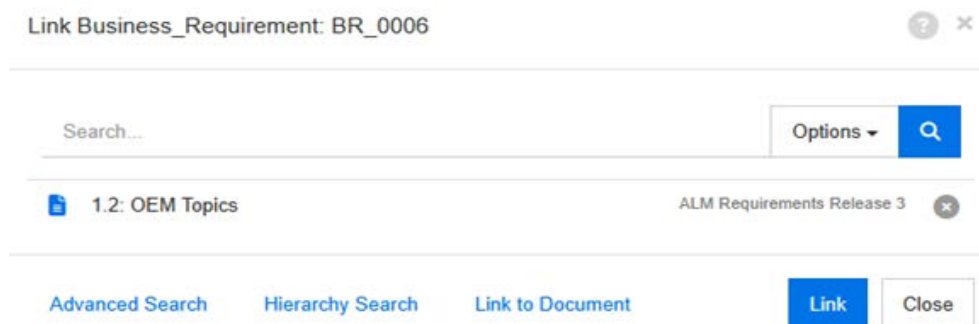 Link Business_Requirement: BR_0006
Search...
Options
1.2: OEM Topics
ALM Requirements Release 3
Advanced Search
Hierarchy Search
Link to Document
Link
Close